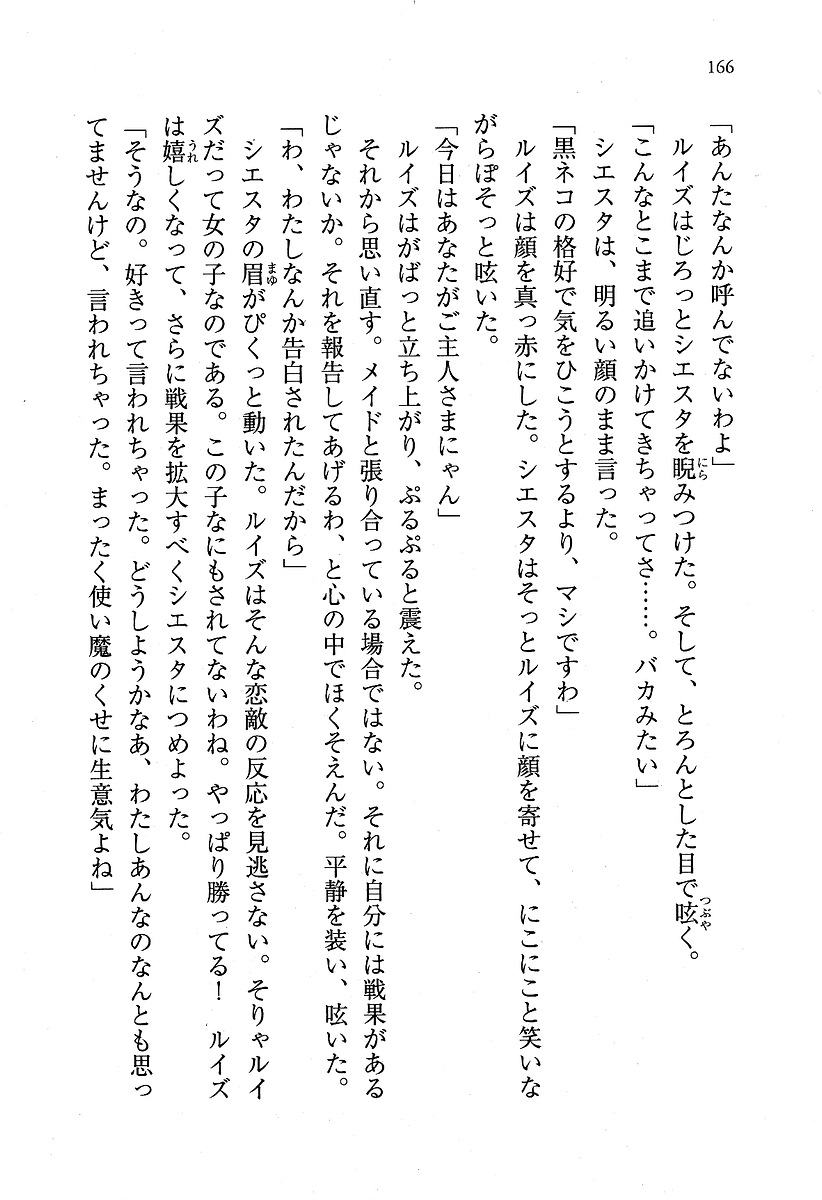 166
「あんたなんか呼んでないわよ」
　ルイズはじろっとシエスタを睨みつけた。そして、とろんとした目で呟く。
「こんなとこまで追いかけてきちゃってさ……。バカみたい」
　シエスタは、明るい顔のまま言った。
「黒ネコの格好で気をひこうとするより、マシですわ」
　ルイズは顔を真っ赤にした。シエスタはそっとルイズに顔を寄せて、にこにこと笑いな
がらぽそっと呟いた。
「今日はあなたがご主人さまにゃん」
　ルイズはがばっと立ち上がり、ぷるぷると震えた。
　それから思い直す。メイドと張り合っている場合ではない。それに自分には戦果がある
じゃないか。それを報告してあげるわ、と心の中でほくそえんだ。平静を装い、呟いた。
「わ、わたしなんか告白されたんだから」
　シエスタの眉がぴくっと動いた。ルイズはそんな恋敵の反応を見逃さない。そりゃルイ
ズだって女の子なのである。この子なにもされてないわね。やっぱり勝ってる！　ルイズ
は嬉しくなって、さらに戦果を拡大すべくシエスタにつめよった。
「そうなの。好きって言われちゃった。どうしようかなあ、わたしあんなのなんとも思っ
てませんけど、言われちゃった。まったく使い魔のくせに生意気よね」